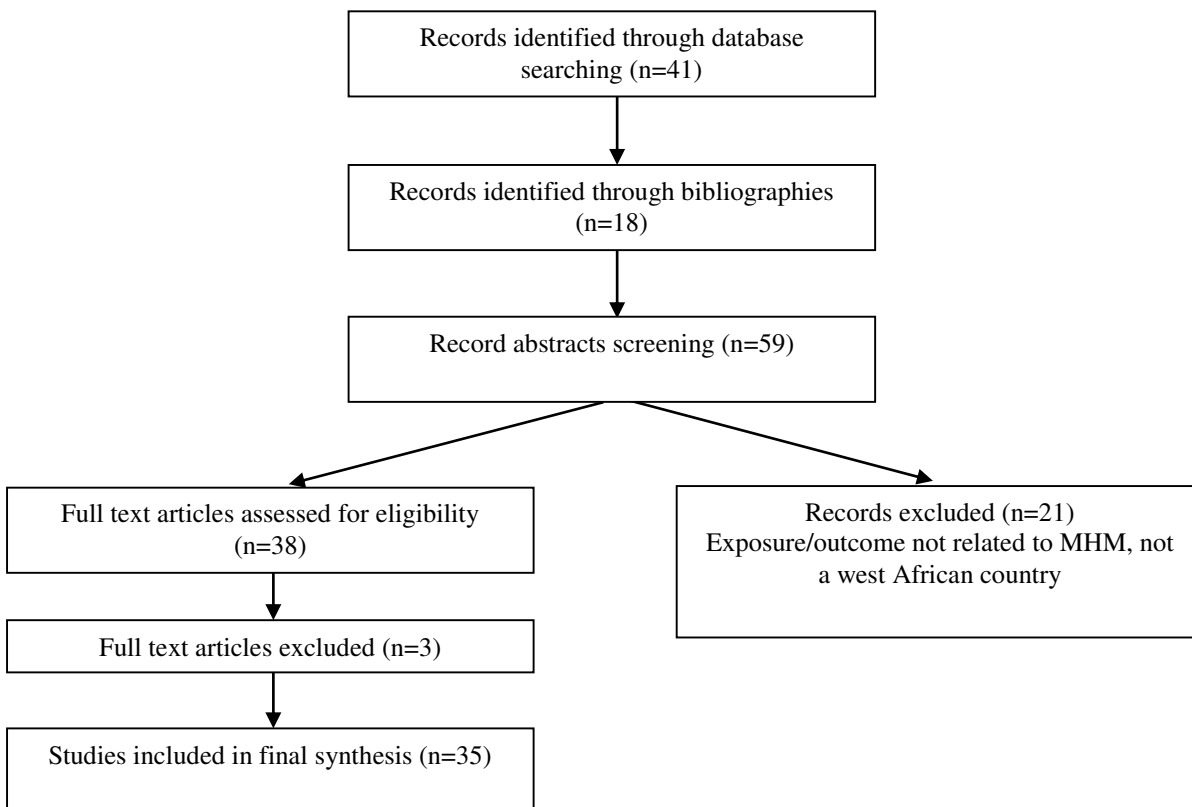 Records identified through database
searching (n=41)
Records identified through bibliographies
(n=18)
Record abstracts screening (n=59)
Full text articles assessed for eligibility
(n=38)
Records excluded (n=21)
Exposure/outcome not related to MHM, not
a west African country
Full text articles excluded (n=3)
Studies included in final synthesis (n=35)